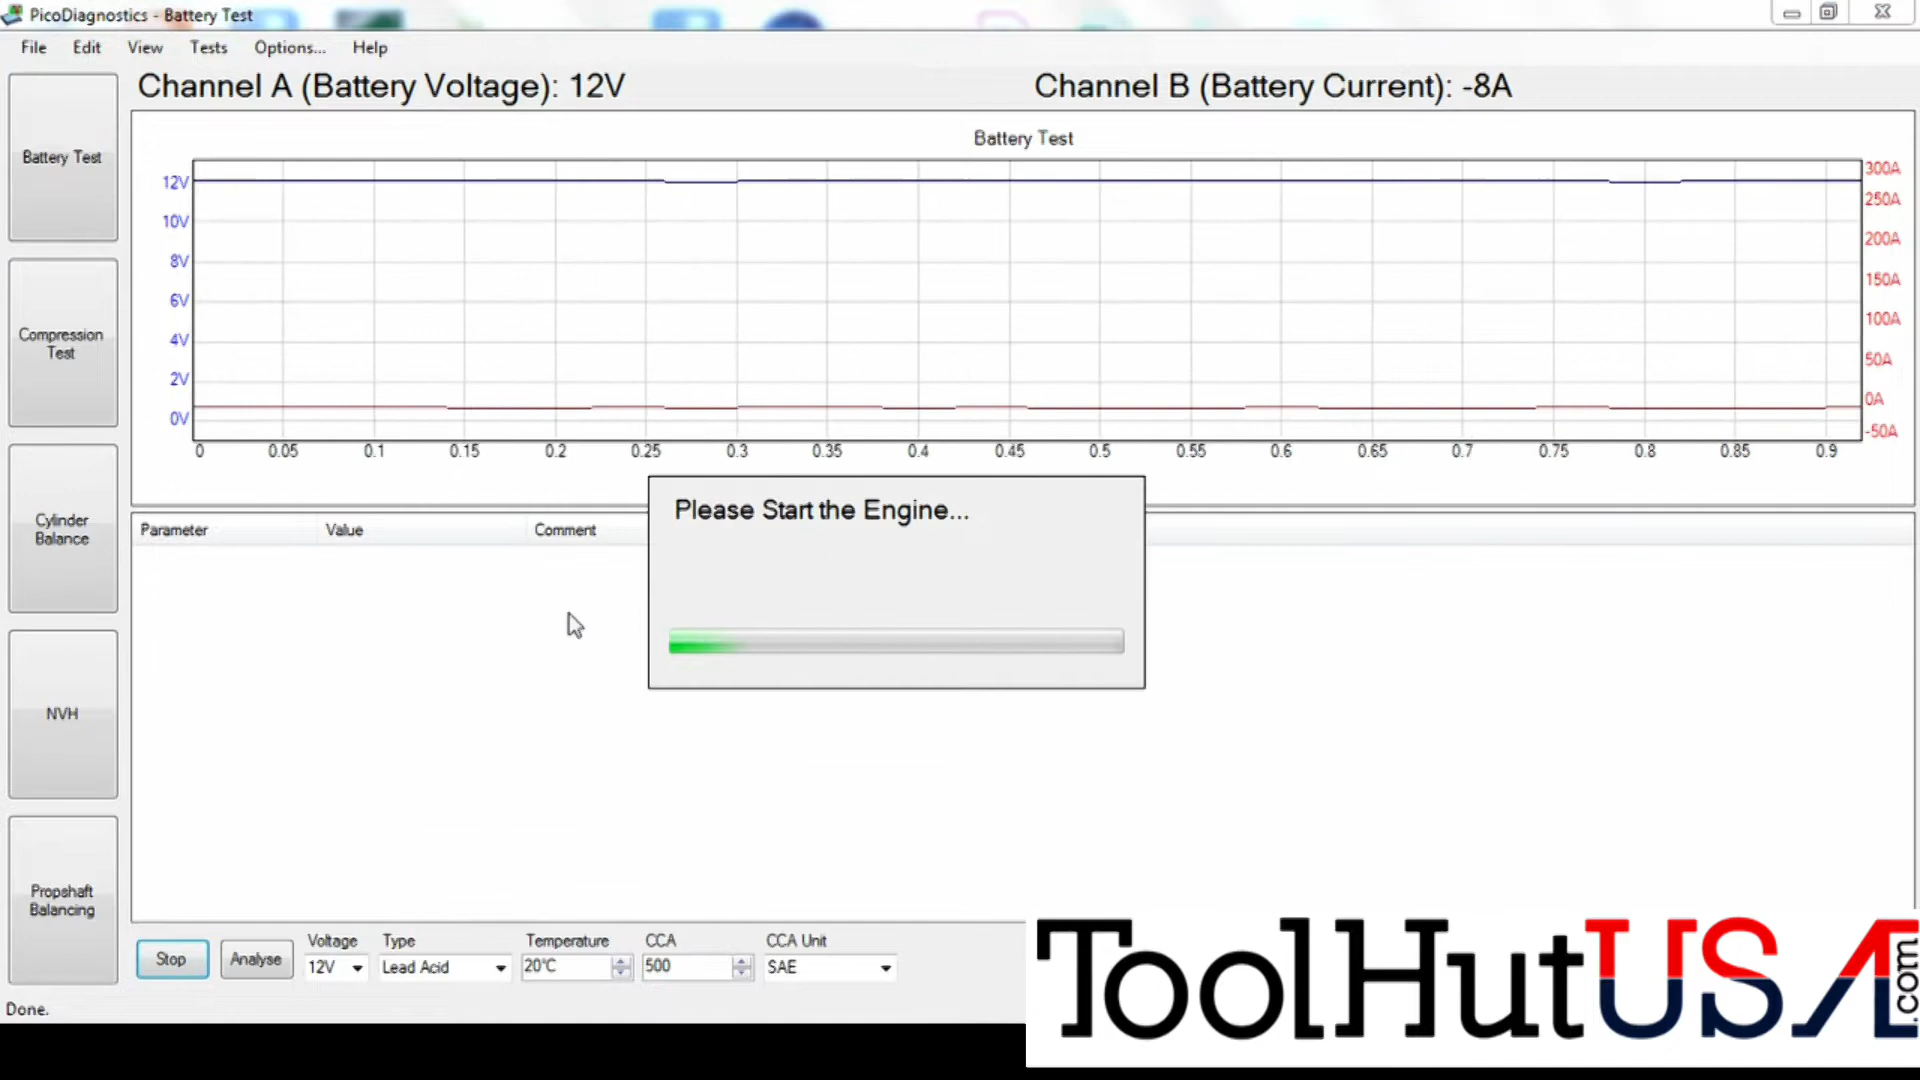 PicoDiagnostics - Battery Test
File Edit View Tests Options... Help
Channel A (Battery Voltage): 12V Channel B (Battery Current): -8A
Battery Test
Compression
Test
Cylinder
Balance
NVH
Propshaft
Balancing
Battery Test
12V
10V
8V
6V
4V
2V
0V
300A
250A
200A
150A
100A
50A
0A
-50A
0 0.05 0.1 0.15 0.2 0.25 0.3 0.35 0.4 0.45 0.5 0.55 0.6 0.65 0.7 0.75 0.8 0.85 0.9
Please Start the Engine...
Parameter Value Comment
Stop Analyse
Voltage Type Temperature CCA CCA Unit
12V Lead Acid 20°C 500 SAE
Done.
ToolHutUSA.com